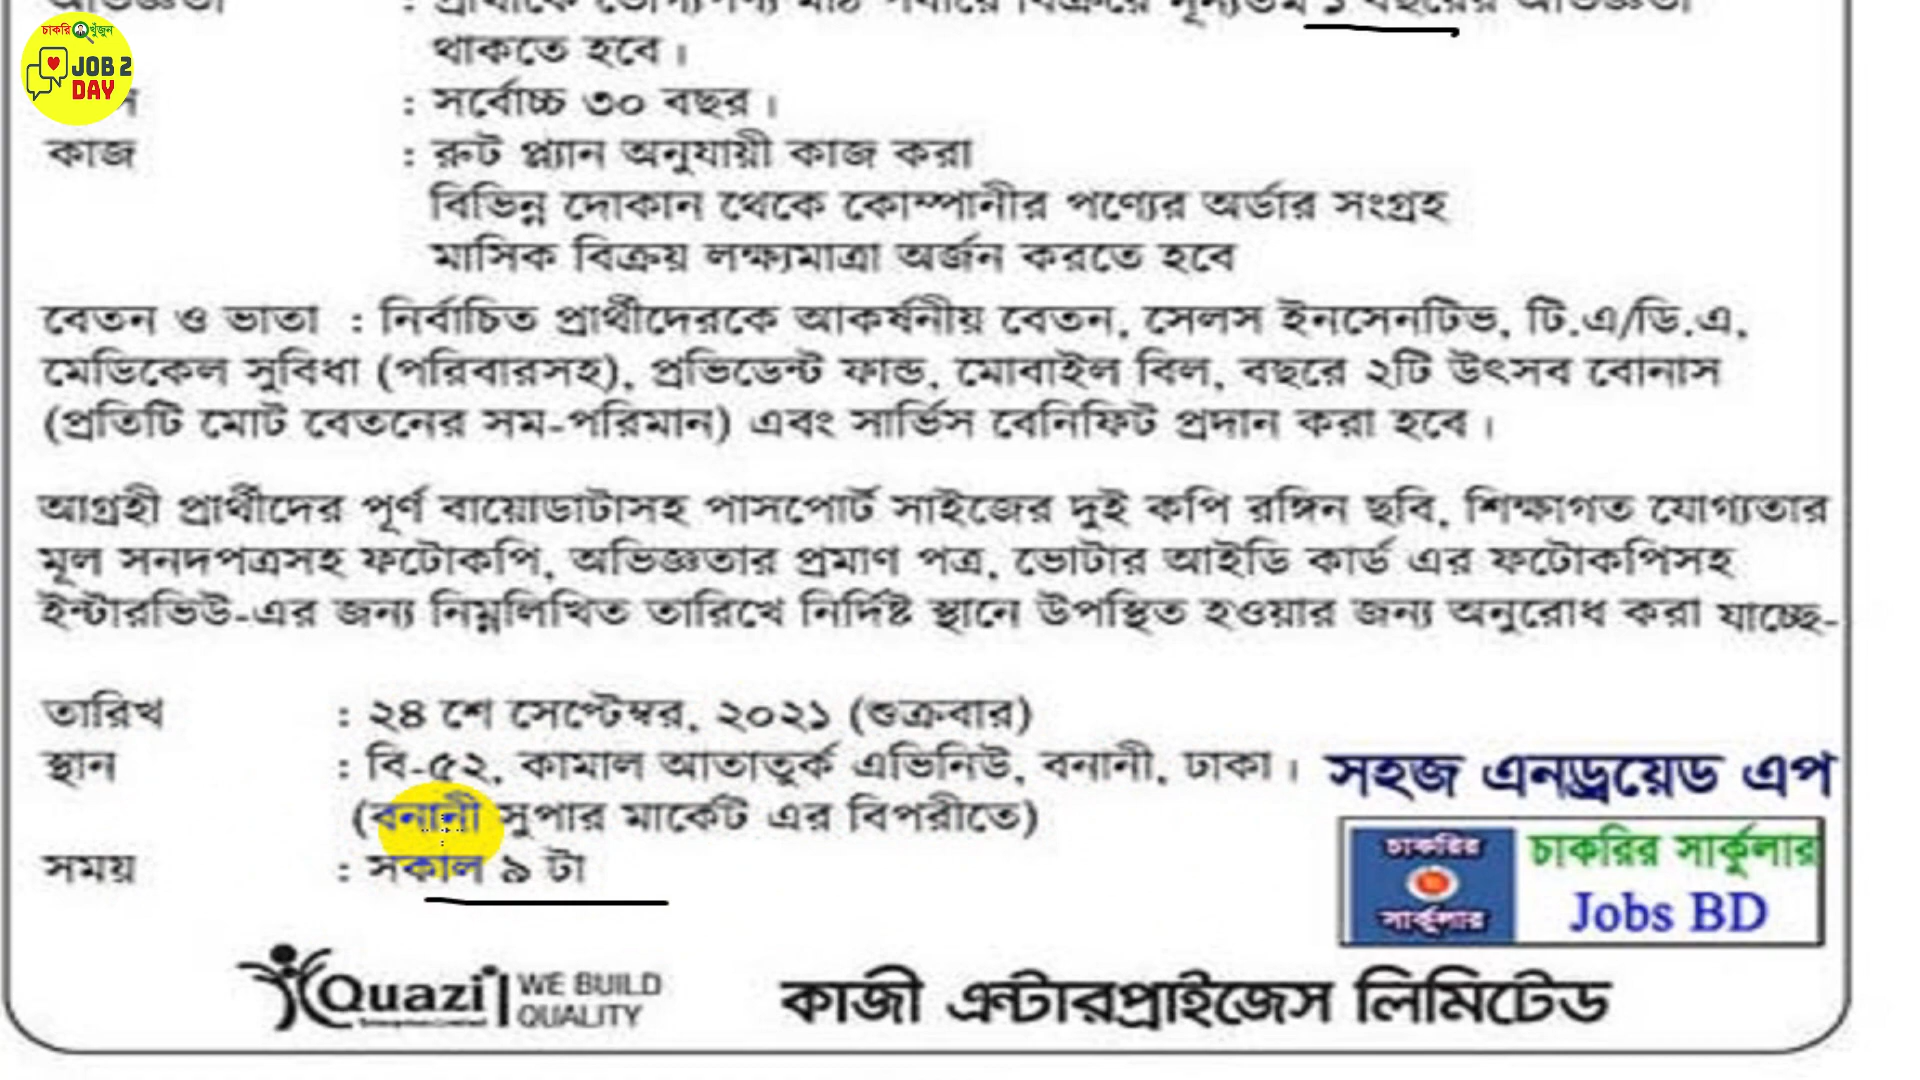 চাকরি খুঁজুন
JOB 2
DAY
থাকতে হবে।
: সর্বোচ্চ ৩০ বছর।
কাজ : রুট প্ল্যান অনুযায়ী কাজ করা
বিভিন্ন দোকান থেকে কোম্পানীর পণ্যের অর্ডার সংগ্রহ
মাসিক বিক্রয় লক্ষ্যমাত্রা অর্জন করতে হবে
বেতন ও ভাতা : নির্বাচিত প্রার্থীদেরকে আকর্ষনীয় বেতন, সেলস ইনসেনটিভ, টি.এ/ডি.এ,
মেডিকেল সুবিধা (পরিবারসহ), প্রভিডেন্ট ফান্ড, মোবাইল বিল, বছরে ২টি উৎসব বোনাস
(প্রতিটি মোট বেতনের সম-পরিমান) এবং সার্ভিস বেনিফিট প্রদান করা হবে।
আগ্রহী প্রার্থীদের পূর্ণ বায়োডাটাসহ পাসপোর্ট সাইজের দুই কপি রঙ্গিন ছবি, শিক্ষাগত যোগ্যতার
মূল সনদপত্রসহ ফটোকপি, অভিজ্ঞতার প্রমাণ পত্র, ভোটার আইডি কার্ড এর ফটোকপিসহ
ইন্টারভিউ-এর জন্য নিম্নলিখিত তারিখে নির্দিষ্ট স্থানে উপস্থিত হওয়ার জন্য অনুরোধ করা যাচ্ছে-
তারিখ : ২৪ শে সেপ্টেম্বর, ২০২১ (শুক্রবার)
স্থান : বি-৫২, কামাল আতাতুর্ক এভিনিউ, বনানী, ঢাকা।
(বনানী সুপার মার্কেট এর বিপরীতে)
সময় : সকাল ৯ টা
সহজ এনড্রয়েড এপ
চাকরির
সার্কুলার
চাকরির সার্কুলার
Jobs BD
Quazi WE BUILD
QUALITY
কাজী এন্টারপ্রাইজেস লিমিটেড